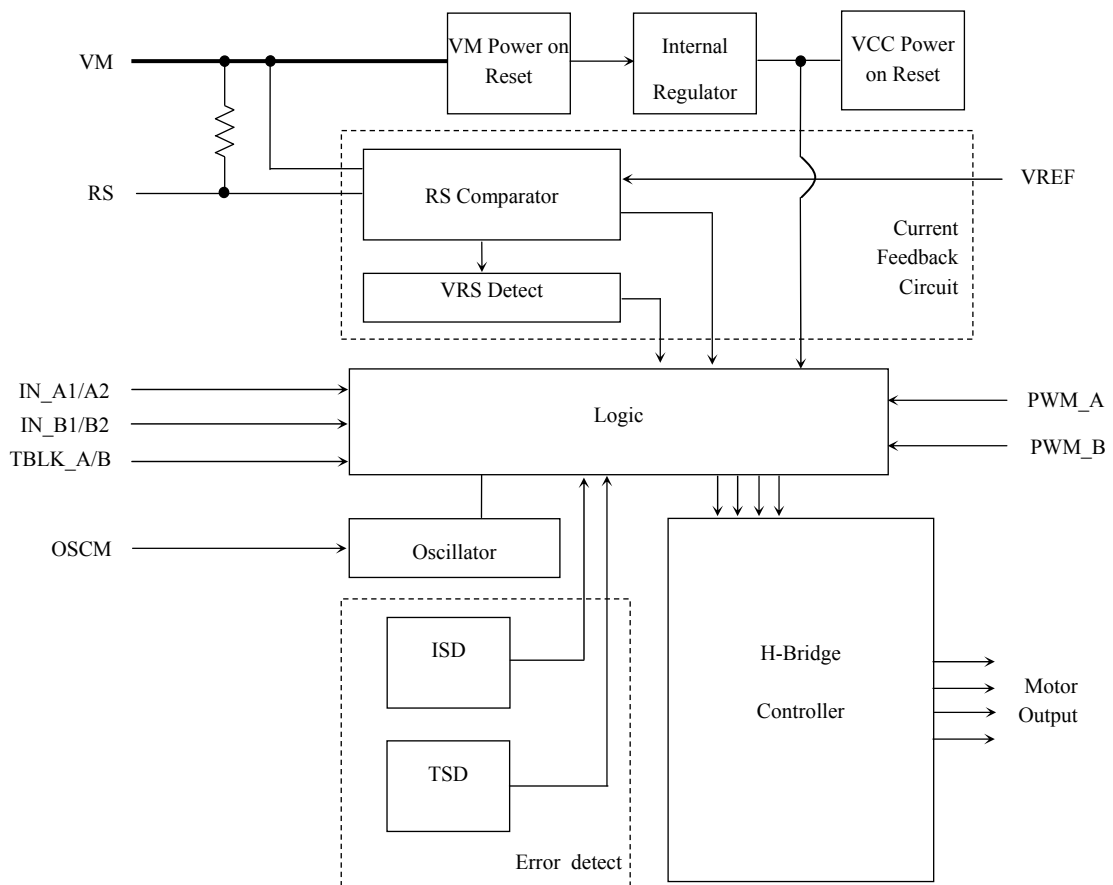 VM
VM Power on
Reset
Internal
Regulator
VCC Power
on Reset
RS
RS Comparator
VREF
Current
Feedback
Circuit
VRS Detect
IN_A1/A2
IN_B1/B2
TBLK_A/B
Logic
PWM_A
PWM_B
OSCM
Oscillator
ISD
TSD
Error detect
H-Bridge
Controller
Motor
Output